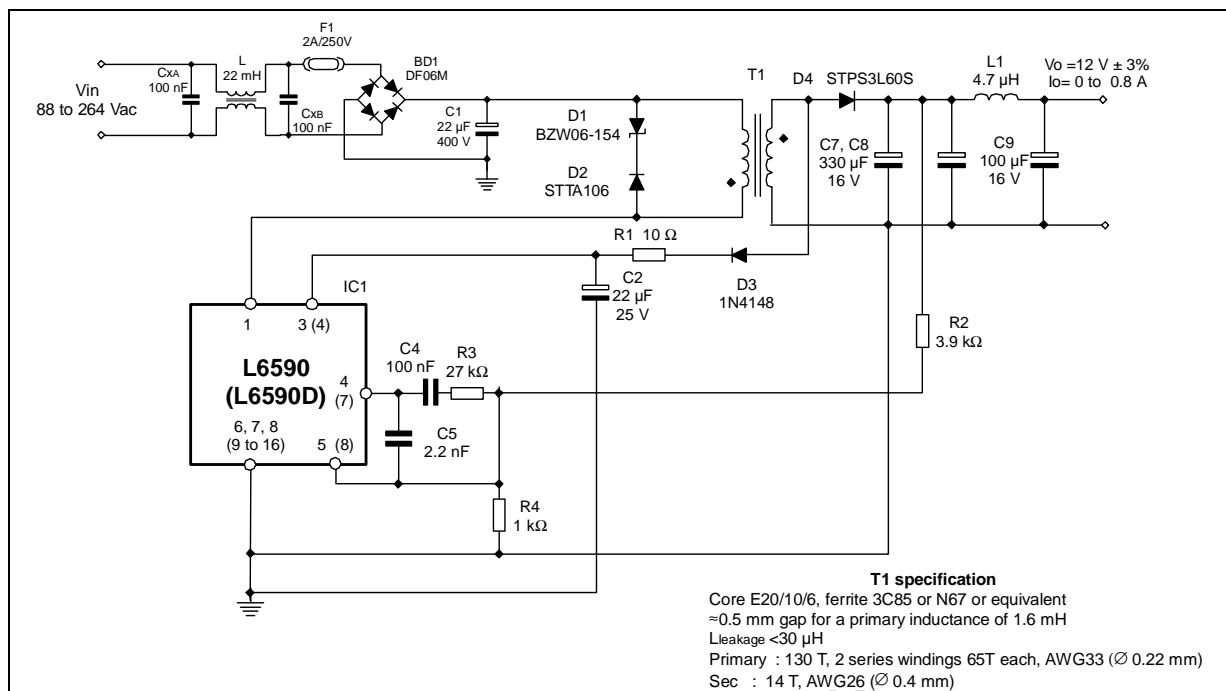 F1
2A/250V
L
22 mH
CxA
100 nF
Vin
88 to 264 Vac
CxB
100 nF
BD1
DF06M
C1
22 µF
400 V
D1
BZW06-154
D2
STTA106
T1
D4 STPS3L60S
L1
4.7 µH
Vo =12 V ± 3%
Io= 0 to 0.8 A
C7, C8
330 µF
16 V
C9
100 µF
16 V
R1 10 Ω
D3
1N4148
C2
22 µF
25 V
R2
3.9 kΩ
IC1
1
3 (4)
L6590
(L6590D)
4
(7)
6, 7, 8
(9 to 16)
5 (8)
C4
100 nF
R3
27 kΩ
C5
2.2 nF
R4
1 kΩ
T1 specification
Core E20/10/6, ferrite 3C85 or N67 or equivalent
≈0.5 mm gap for a primary inductance of 1.6 mH
Lleakage <30 µH
Primary : 130 T, 2 series windings 65T each, AWG33 (∅ 0.22 mm)
Sec : 14 T, AWG26 (∅ 0.4 mm)